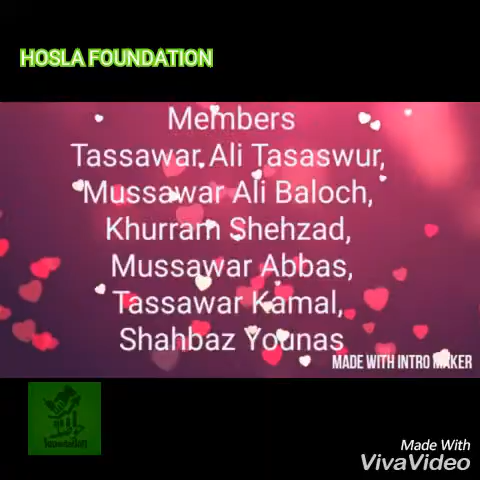 HOSLA FOUNDATION
Members
Tassawar Ali Tasaswur,
Mussawar Ali Baloch,
Khurram Shehzad,
Mussawar Abbas,
Tassawar Kamal,
Shahbaz Younas
MADE WITH INTRO MAKER
foundation
Made With
VivaVideo